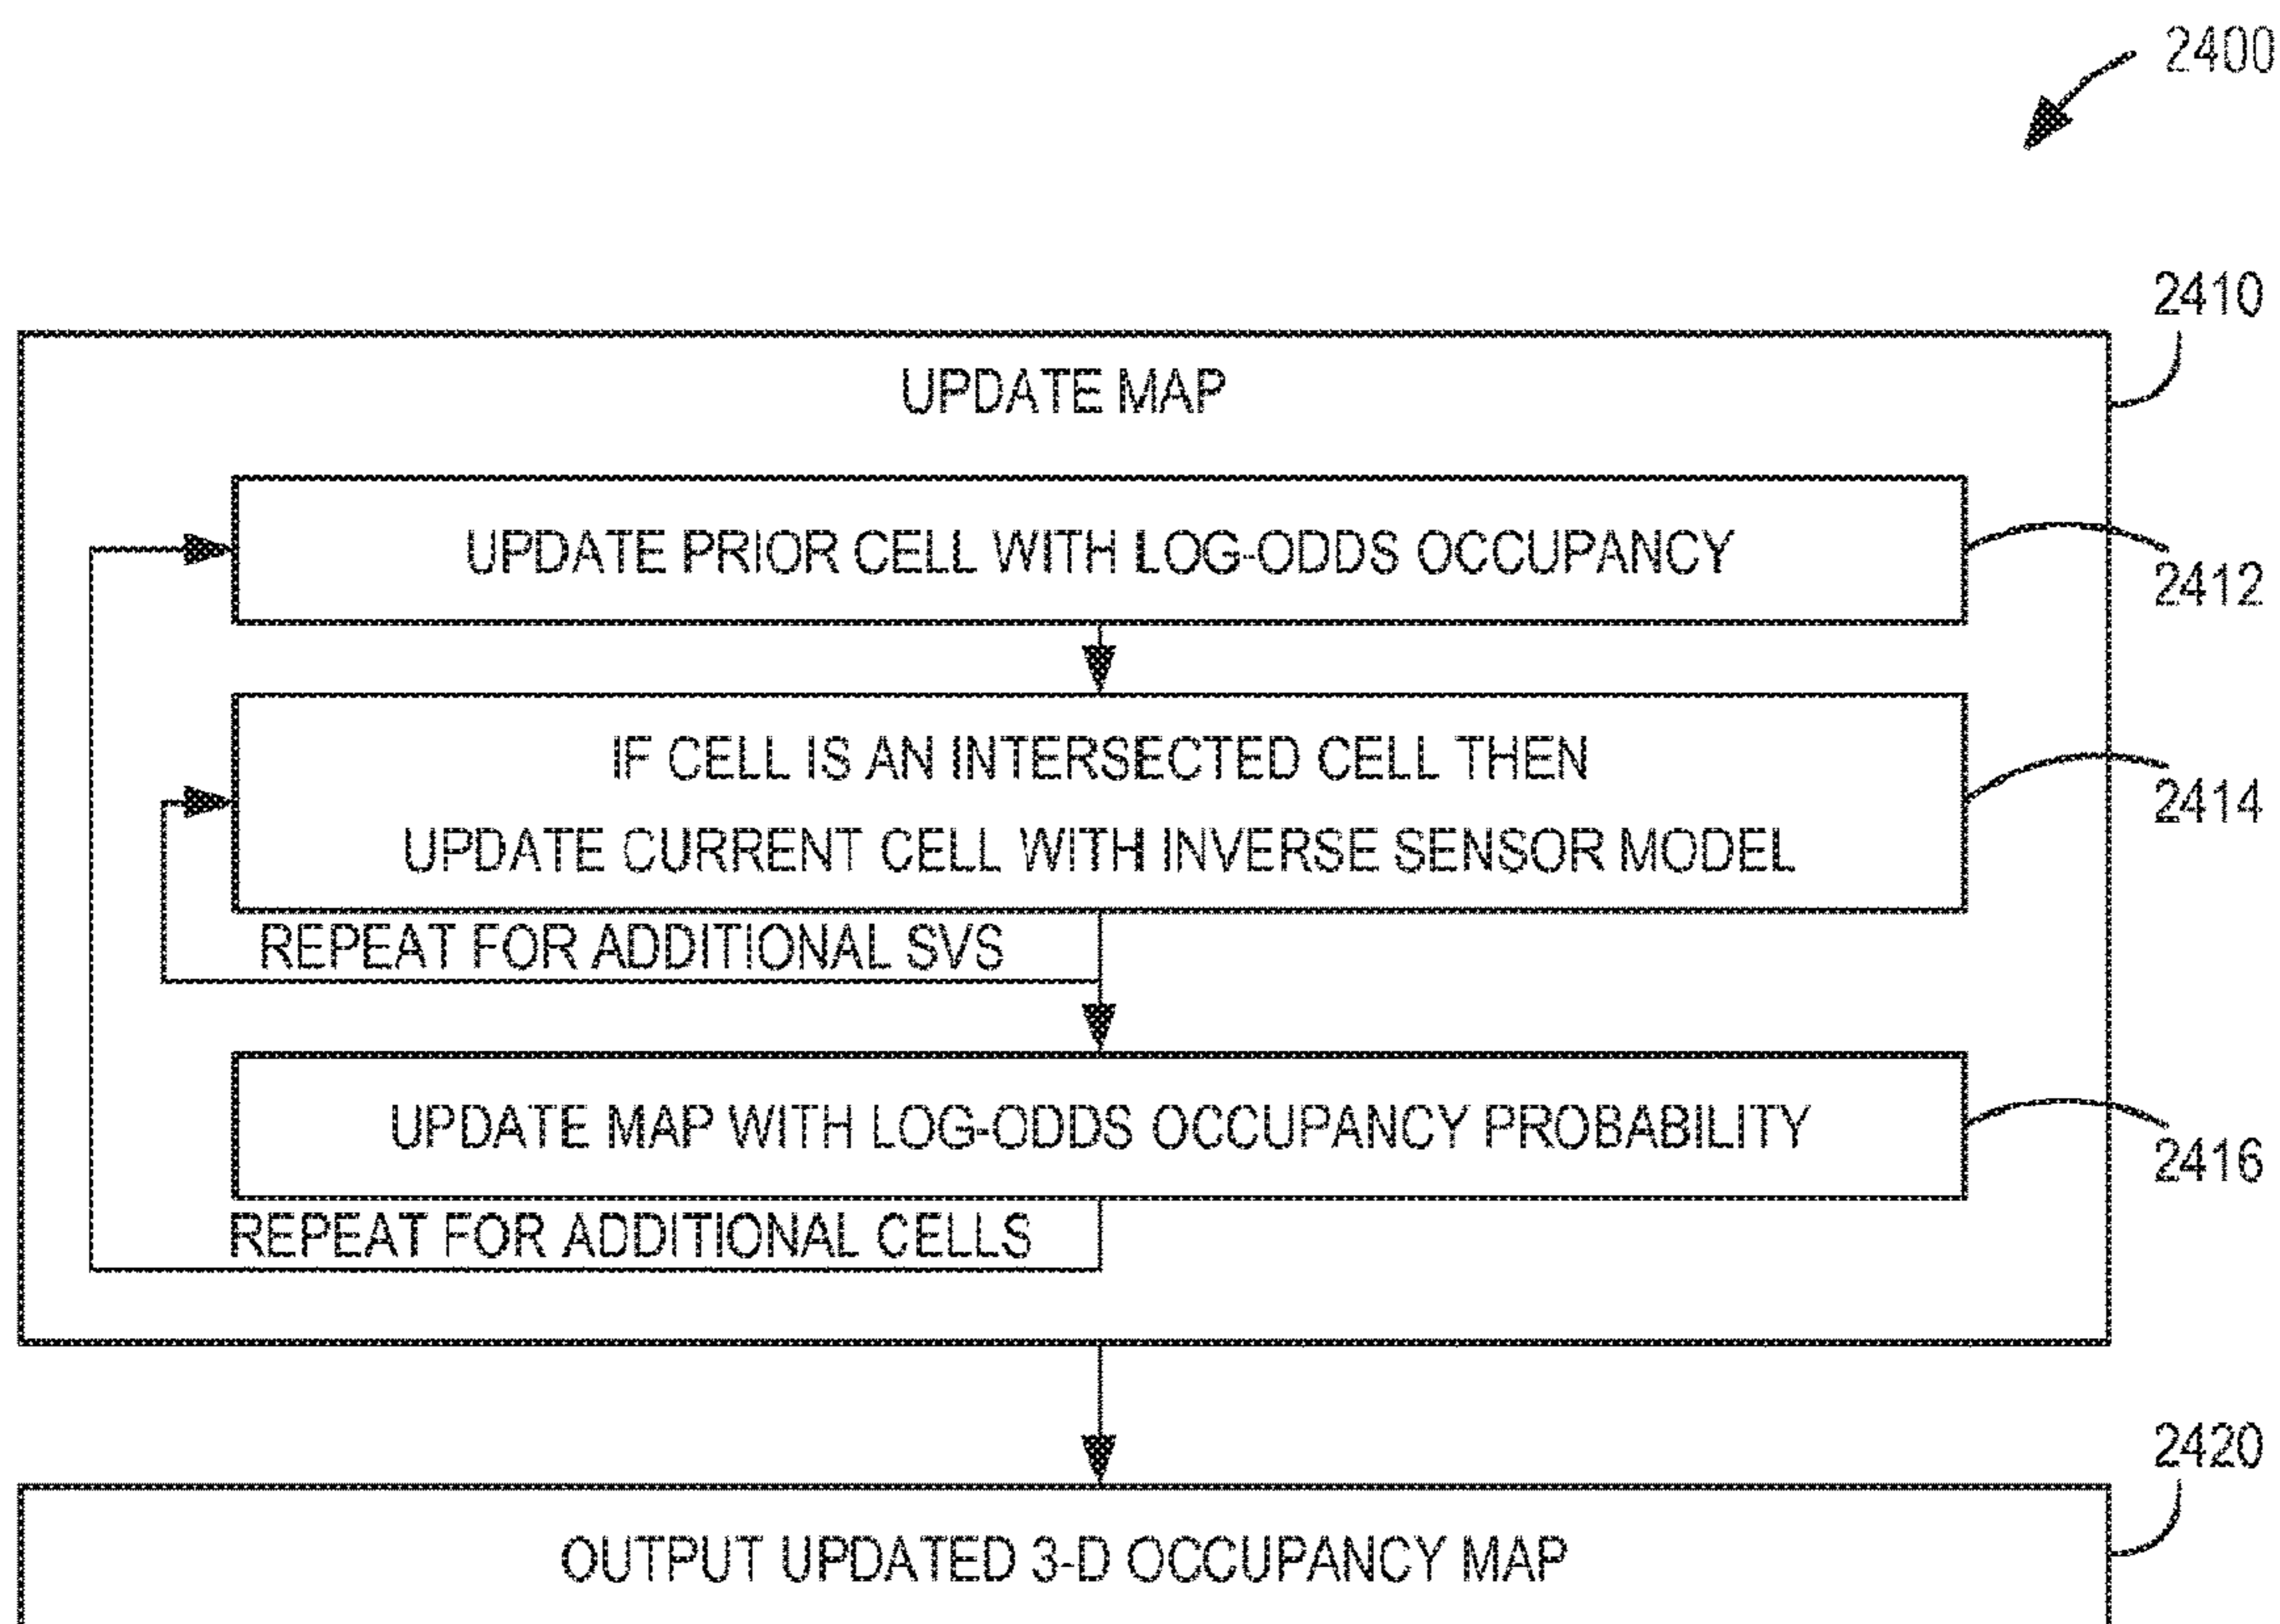 2400
2410
UPDATE MAP
UPDATE PRIOR CELL WITH LOG-ODDS OCCUPANCY
2412
IF CELL IS AN INTERSECTED CELL THEN
UPDATE CURRENT CELL WITH INVERSE SENSOR MODEL
2414
REPEAT FOR ADDITIONAL SVS
UPDATE MAP WITH LOG-ODDS OCCUPANCY PROBABILITY
2416
REPEAT FOR ADDITIONAL CELLS
2420
OUTPUT UPDATED 3-D OCCUPANCY MAP